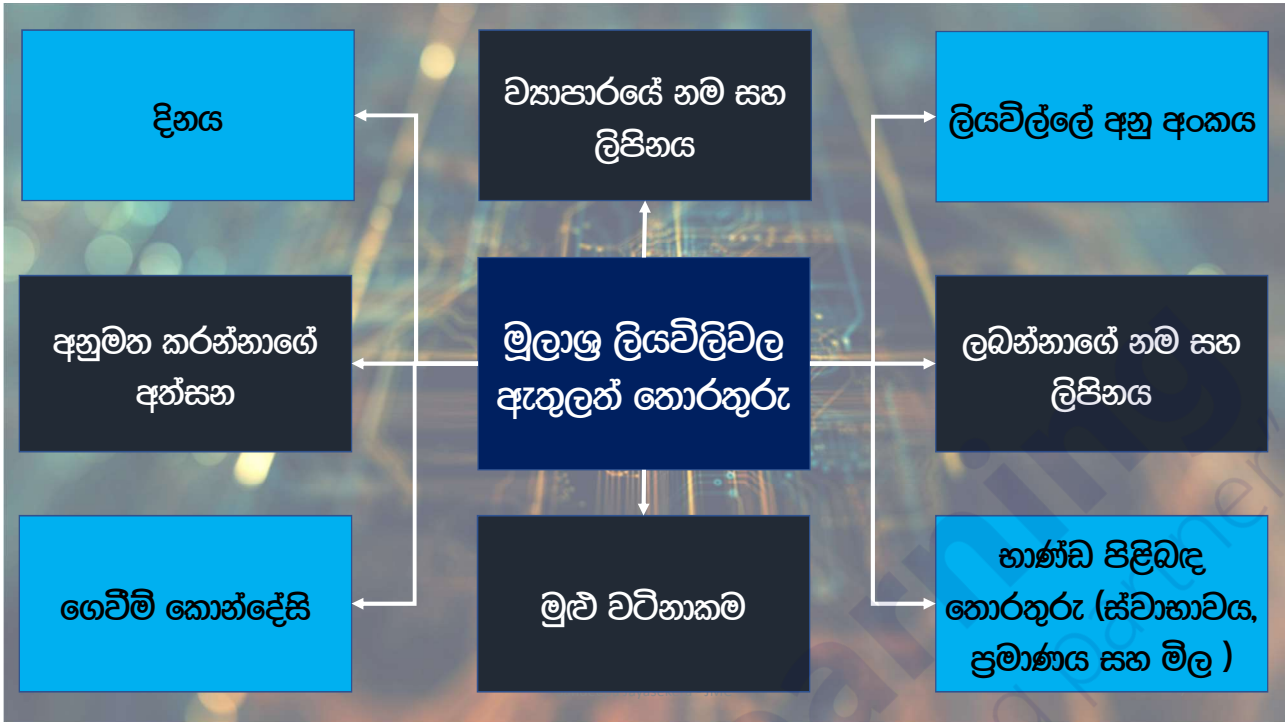 දිනය
ව්‍යාපාරයේ නම සහ
ලිපිනය
ලියවිල්ලේ අනු අංකය
අනුමත කරන්නාගේ
අත්සන
මූලාශ්‍ර ලියවිලිවල
ඇතුලත් තොරතුරු
ලබන්නාගේ නම සහ
ලිපිනය
ගෙවීම් කොන්දේසි
මුළු වටිනාකම
භාණ්ඩ පිළිබඳ
තොරතුරු (ස්වාභාවය,
ප්‍රමාණය සහ මිල )